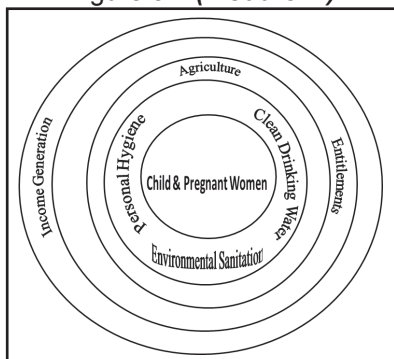 Agriculture
Income Generation
Entitlements
Personal Hygiene
Clean Drinking Water
Child & Pregnant Women
Environmental Sanitation